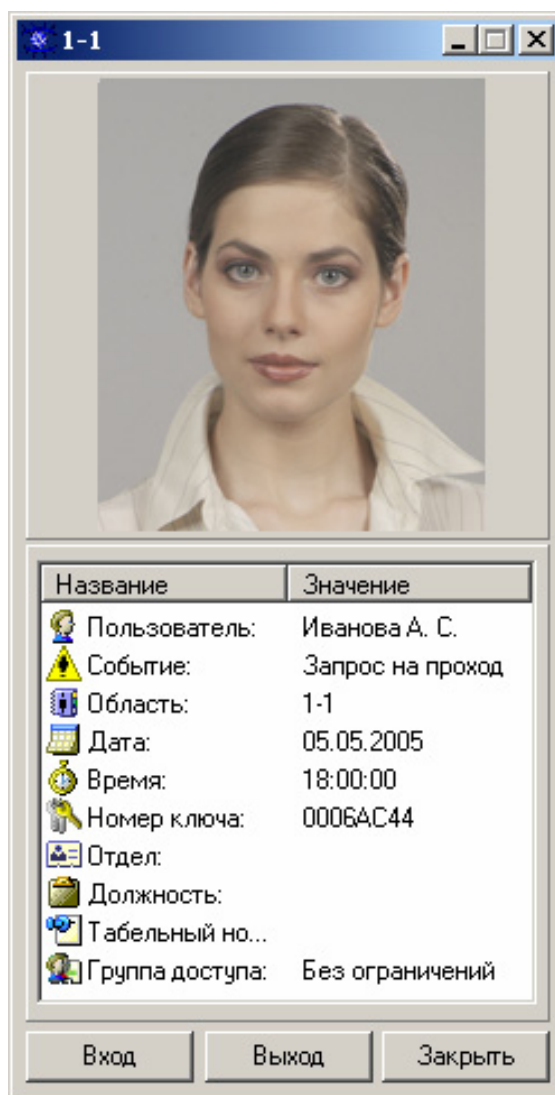 1-1
Название Значение
Пользователь: Иванова А. С.
Событие: Запрос на проход
Область: 1-1
Дата: 05.05.2005
Время: 18:00:00
Номер ключа: 0006AC44
Отдел:
Должность:
Табельный но...
Группа доступа: Без ограничений
Вход Выход Закрыть